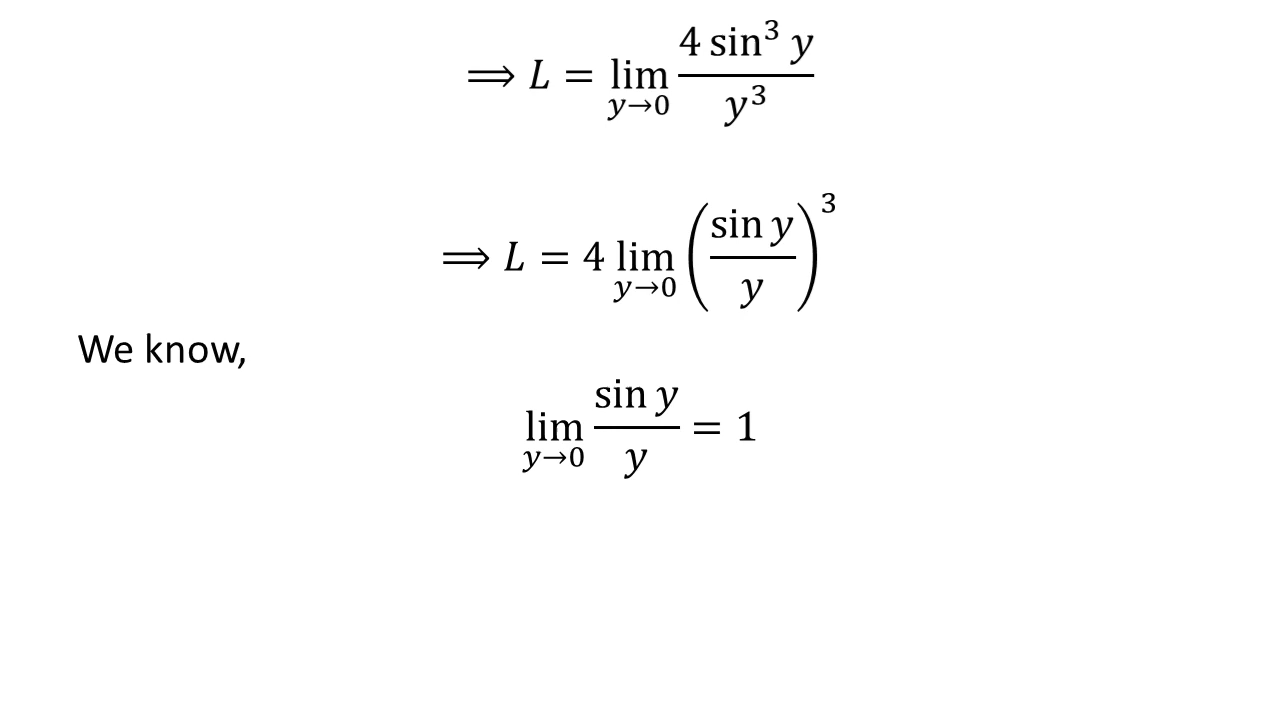 ⟹ L = lim_{y→0} (4 sin³ y)/(y³)
⟹ L = 4 lim_{y→0} ((sin y)/(y))³
We know,
lim_{y→0} (sin y)/(y) = 1